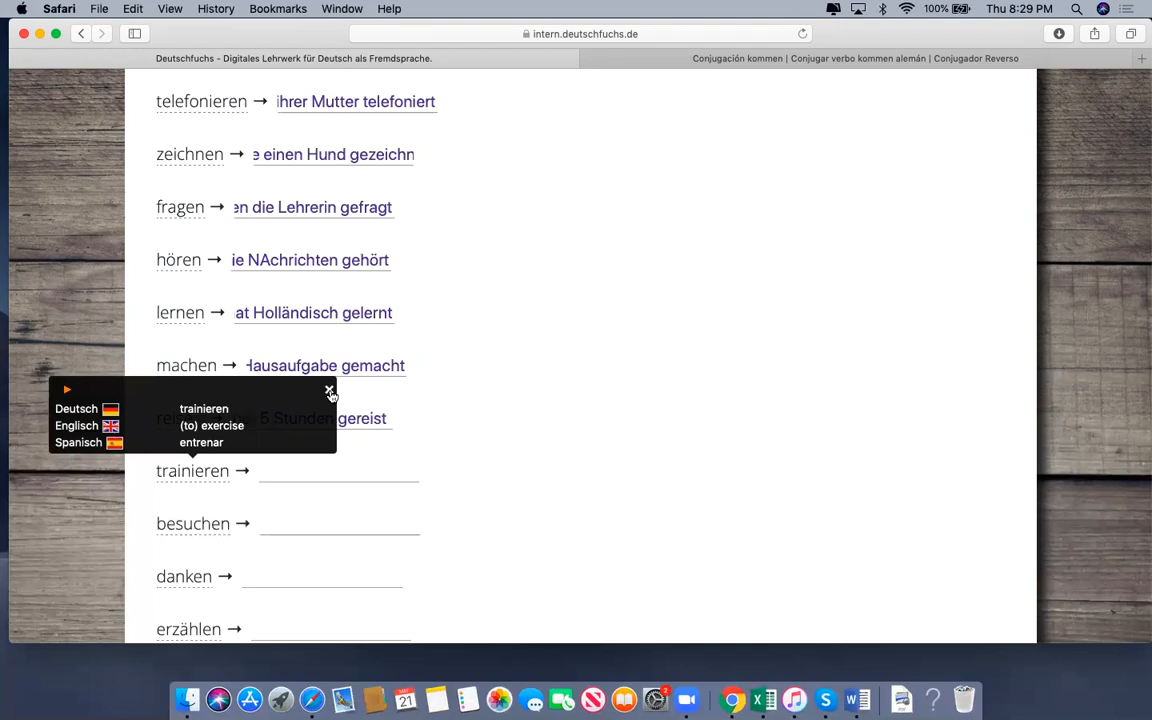 Safari File Edit View History Bookmarks Window Help 100% Thu 8:29 PM
intern.deutschfuchs.de
Deutschfuchs - Digitales Lehrwerk für Deutsch als Fremdsprache. Conjugación kommen | Conjugar verbo kommen alemán | Conjugador Reverso
telefonieren → ihrer Mutter telefoniert
zeichnen → e einen Hund gezeichn
fragen → en die Lehrerin gefragt
hören → ie NAchrichten gehört
lernen → at Holländisch gelernt
machen → Hausaufgabe gemacht
Deutsch trainieren
5 Stunden gereist
Englisch (to) exercise
Spanisch entrenar
trainieren →
besuchen →
danken →
erzählen →
21
2